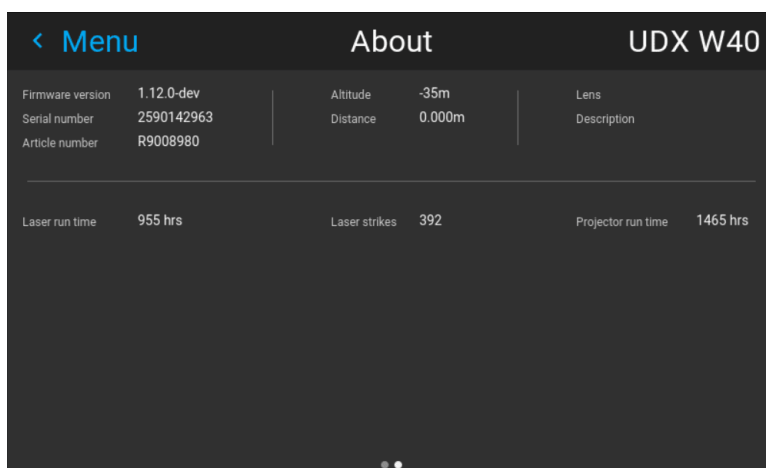 < Menu About UDX W40
Firmware version 1.12.0-dev Altitude -35m Lens
Serial number 2590142963 Distance 0.000m Description
Article number R9008980
Laser run time 955 hrs Laser strikes 392 Projector run time 1465 hrs